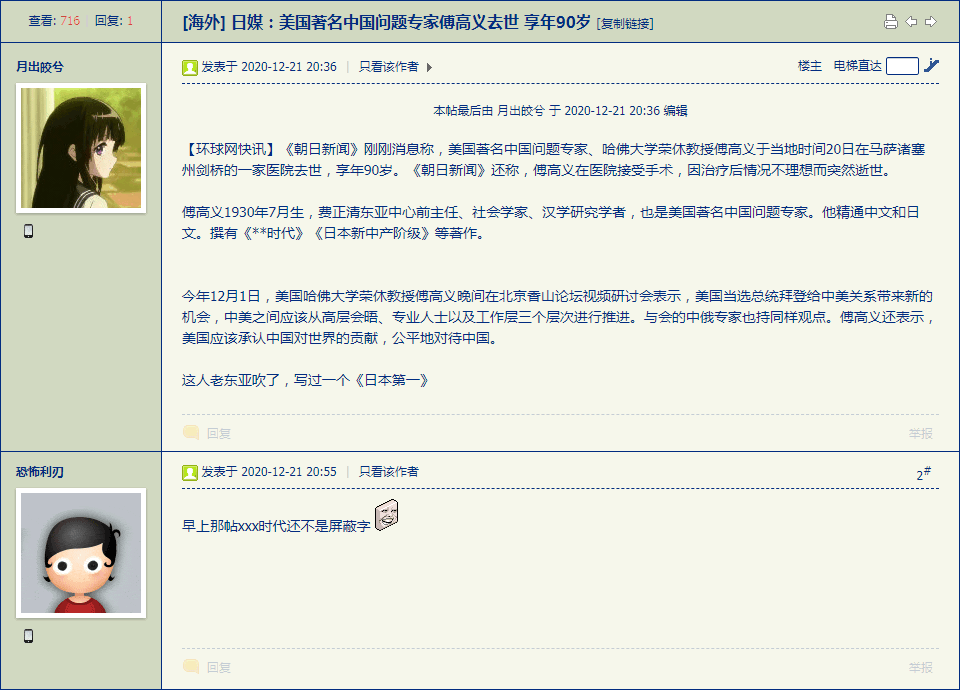 查看: 716 | 回复: 1
[海外] 日媒：美国著名中国问题专家傅高义去世 享年90岁 [复制链接]
月出皎兮
发表于 2020-12-21 20:36 | 只看该作者
楼主 电梯直达
本帖最后由 月出皎兮 于 2020-12-21 20:36 编辑
【环球网快讯】《朝日新闻》刚刚消息称，美国著名中国问题专家、哈佛大学荣休教授傅高义于当地时间20日在马萨诸塞
州剑桥的一家医院去世，享年90岁。《朝日新闻》还称，傅高义在医院接受手术，因治疗后情况不理想而突然逝世。
傅高义1930年7月生，费正清东亚中心前主任、社会学家、汉学研究学者，也是美国著名中国问题专家。他精通中文和日
文。撰有《**时代》《日本新中产阶级》等著作。
今年12月1日，美国哈佛大学荣休教授傅高义晚间在北京香山论坛视频研讨会表示，美国当选总统拜登给中美关系带来新的
机会，中美之间应该从高层会晤、专业人士以及工作层三个层次进行推进。与会的中俄专家也持同样观点。傅高义还表示，
美国应该承认中国对世界的贡献，公平地对待中国。
这人老东亚吹了，写过一个《日本第一》
回复
举报
恐怖利刃
发表于 2020-12-21 20:55 | 只看该作者
2#
早上那帖xxx时代还不是屏蔽字
回复
举报